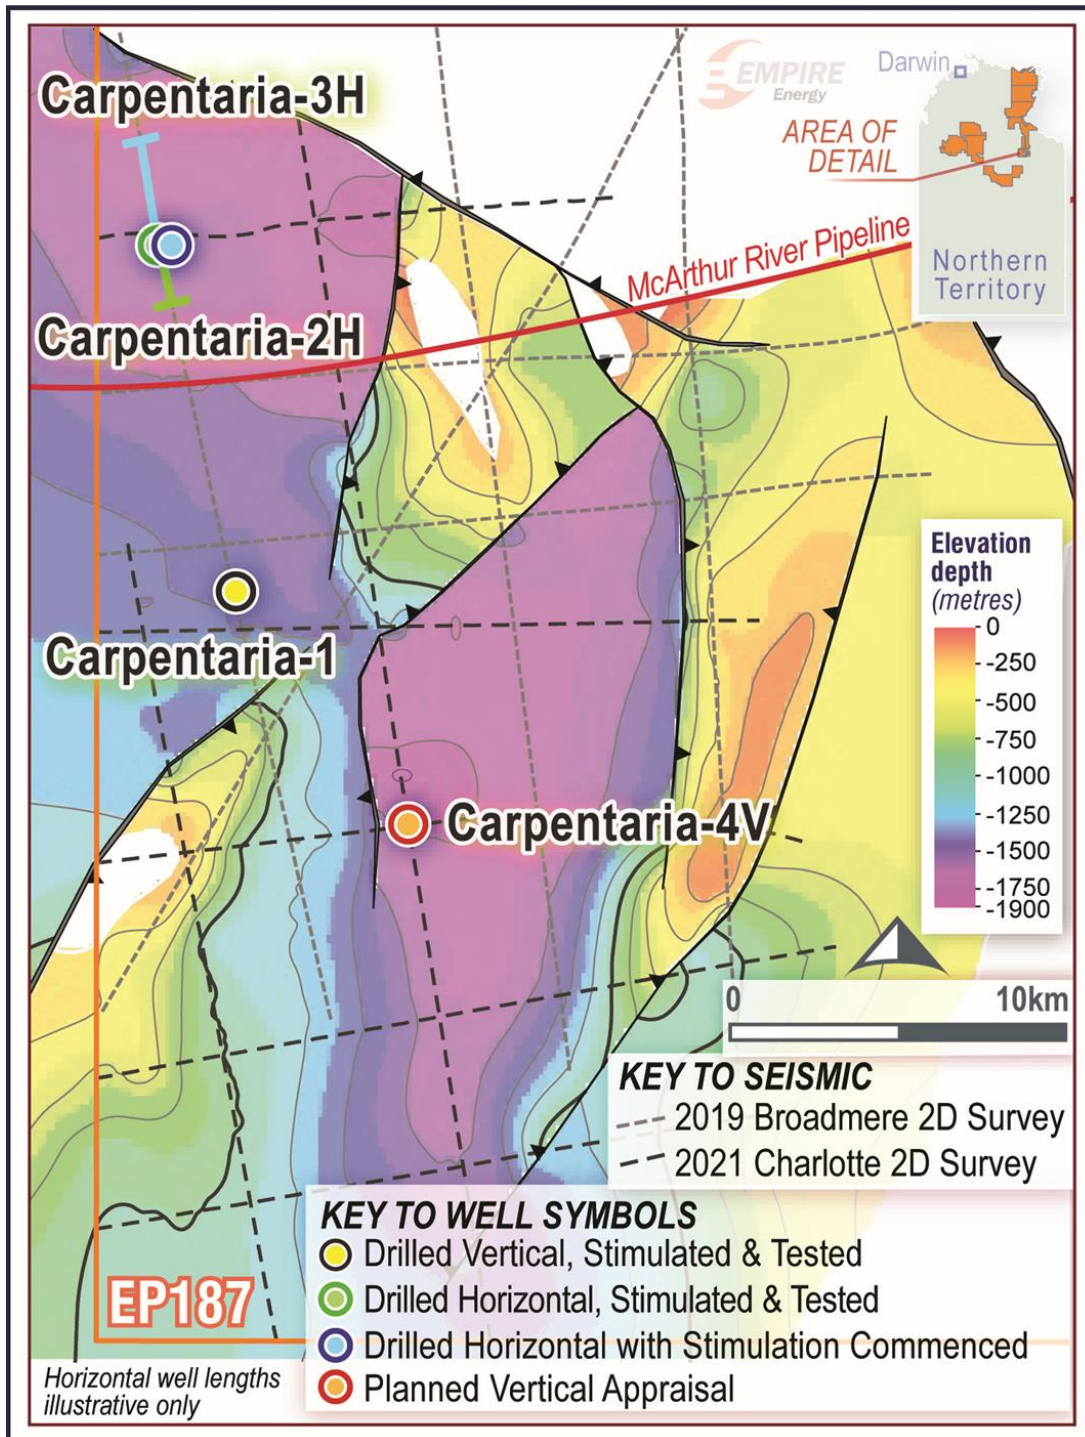 Carpentaria-3H
EMPIRE
Energy
Darwin
AREA OF
DETAIL
McArthur River Pipeline
Northern
Territory
Carpentaria-2H
Carpentaria-1
Carpentaria-4V
Elevation
depth
(metres)
0
-250
-500
-750
-1000
-1250
-1500
-1750
-1900
0 10km
KEY TO SEISMIC
2019 Broadmere 2D Survey
2021 Charlotte 2D Survey
KEY TO WELL SYMBOLS
Drilled Vertical, Stimulated & Tested
Drilled Horizontal, Stimulated & Tested
Drilled Horizontal with Stimulation Commenced
Planned Vertical Appraisal
EP187
Horizontal well lengths
illustrative only